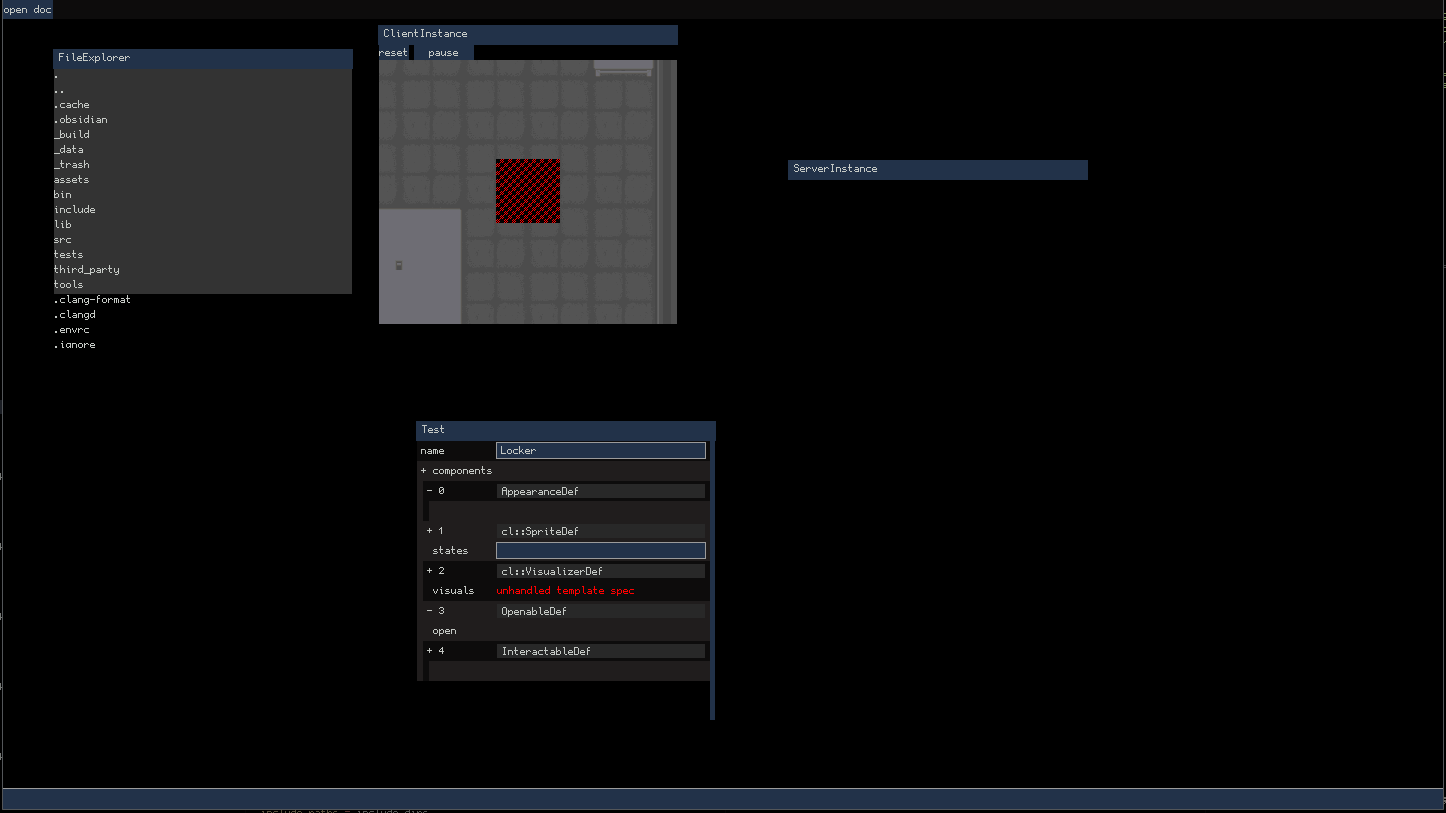 open doc
ClientInstance
reset pause
FileExplorer
.
..
.cache
.obsidian
_build
_data
_trash
assets
bin
include
lib
src
tests
third_party
tools
.clang-format
.clangd
.envrc
.ignore
ServerInstance
Test
name Locker
+ components
- 0 AppearanceDef
+ 1 cl::SpriteDef
states
+ 2 cl::VisualizerDef
visuals unhandled template spec
- 3 OpenableDef
open
+ 4 InteractableDef